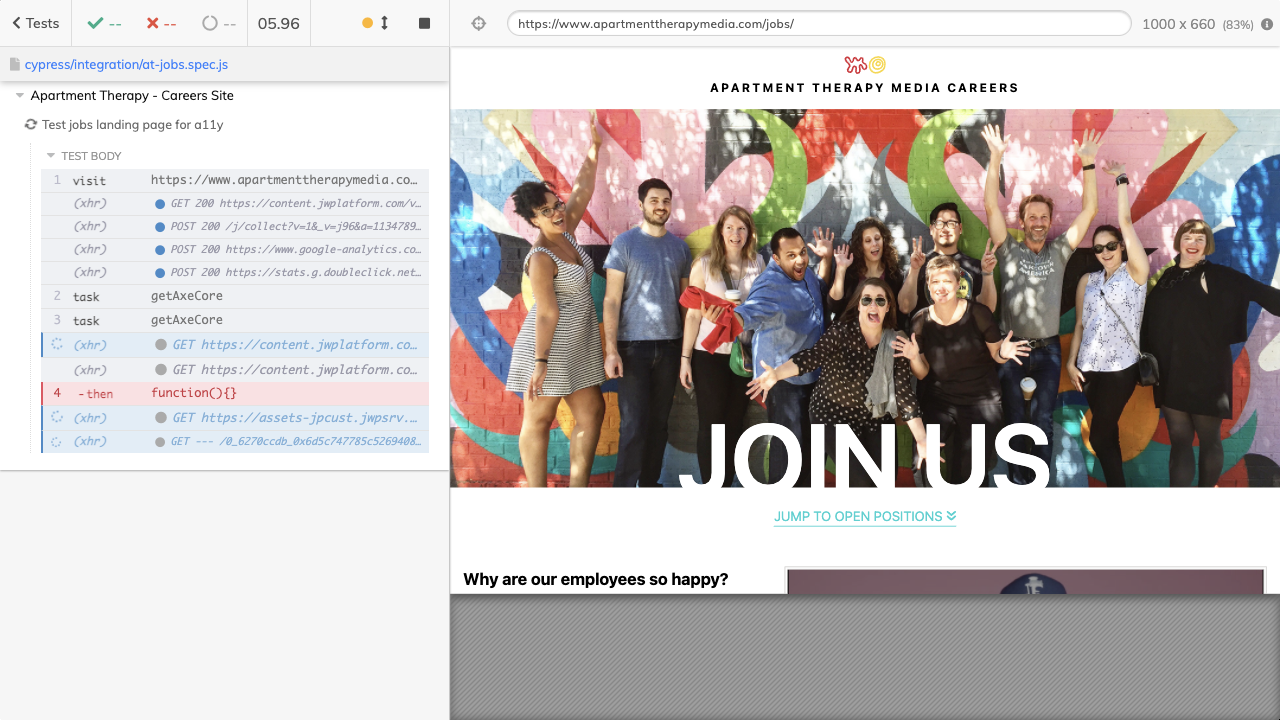 Tests
--
--
--
05.96
https://www.apartmenttherapymedia.com/jobs/
1000 x 660 (83%)
cypress/integration/at-jobs.spec.js
Apartment Therapy - Careers Site
Test jobs landing page for a11y
TEST BODY
1 visit https://www.apartmenttherapymedia.co…
(xhr) GET 200 https://content.jwplatform.com/v…
(xhr) POST 200 /j/collect?v=1&_v=j96&a=1134789…
(xhr) POST 200 https://www.google-analytics.co…
(xhr) POST 200 https://stats.g.doubleclick.net…
2 task getAxeCore
3 task getAxeCore
(xhr) GET https://content.jwplatform.co…
(xhr) GET https://content.jwplatform.co…
4 -then function(){}
(xhr) GET https://assets-jpcust.jwpsrv.…
(xhr) GET --- /0_6270ccdb_0x6d5c747785c5269408…
APARTMENT THERAPY MEDIA CAREERS
JOIN US
JUMP TO OPEN POSITIONS
Why are our employees so happy?